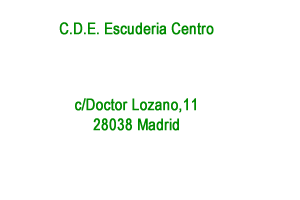 C.D.E. Escuderia Centro
c/Doctor Lozano,11
28038 Madrid